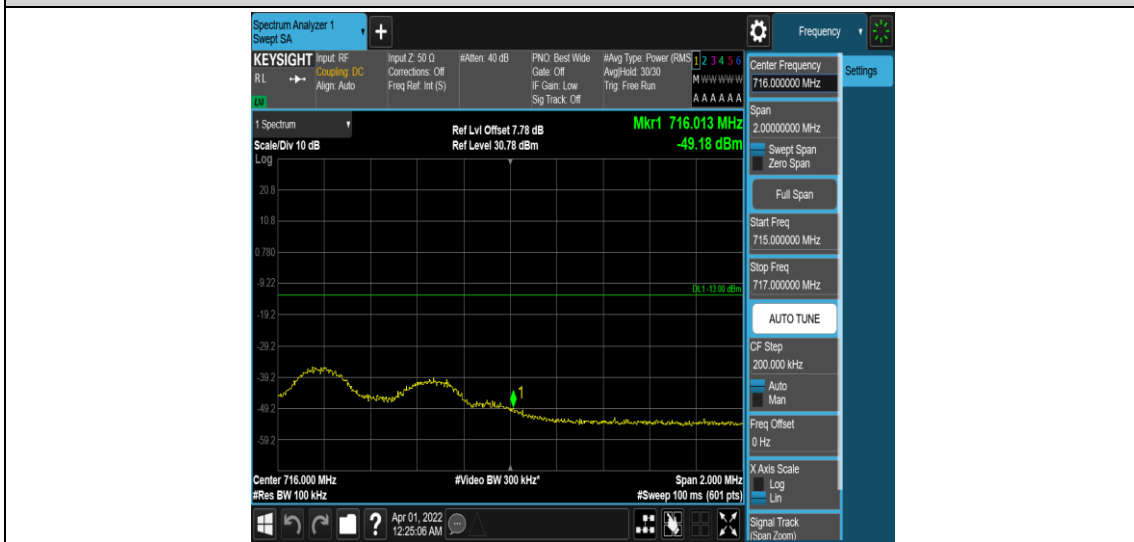 Spectrum Analyzer 1
Swept SA
+
Frequency
KEYSIGHT
RL
LXI
Input: RF
Coupling: DC
Align: Auto
Input Z: 50 Ω
Corrections: Off
Freq Ref: Int (S)
#Atten: 40 dB
PNO: Best Wide
Gate: Off
IF Gain: Low
Sig Track: Off
#Avg Type: Power (RMS
Avg|Hold: 30/30
Trig: Free Run
1 2 3 4 5 6
M W W W W W
A A A A A A
1 Spectrum
Scale/Div 10 dB
Ref Lvl Offset 7.78 dB
Ref Level 30.78 dBm
Mkr1 716.013 MHz
-49.18 dBm
Log
20.8
10.8
0.780
-9.22
DL1 -13.00 dBm
-19.2
-29.2
-39.2
1
-49.2
-59.2
Center 716.000 MHz
#Res BW 100 kHz
#Video BW 300 kHz*
Span 2.000 MHz
#Sweep 100 ms (601 pts)
Center Frequency
716.000000 MHz
Settings
Span
2.00000000 MHz
Swept Span
Zero Span
Full Span
Start Freq
715.000000 MHz
Stop Freq
717.000000 MHz
AUTO TUNE
CF Step
200.000 kHz
Auto
Man
Freq Offset
0 Hz
X Axis Scale
Log
Lin
Signal Track
(Span Zoom)
?
Apr 01, 2022
12:25:06 AM